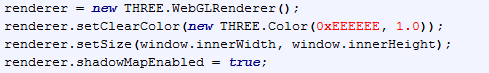 renderer = new THREE.WebGLRenderer();
renderer.setClearColor(new THREE.Color(0xEEEEEE, 1.0));
renderer.setSize(window.innerWidth, window.innerHeight);
renderer.shadowMapEnabled = true;